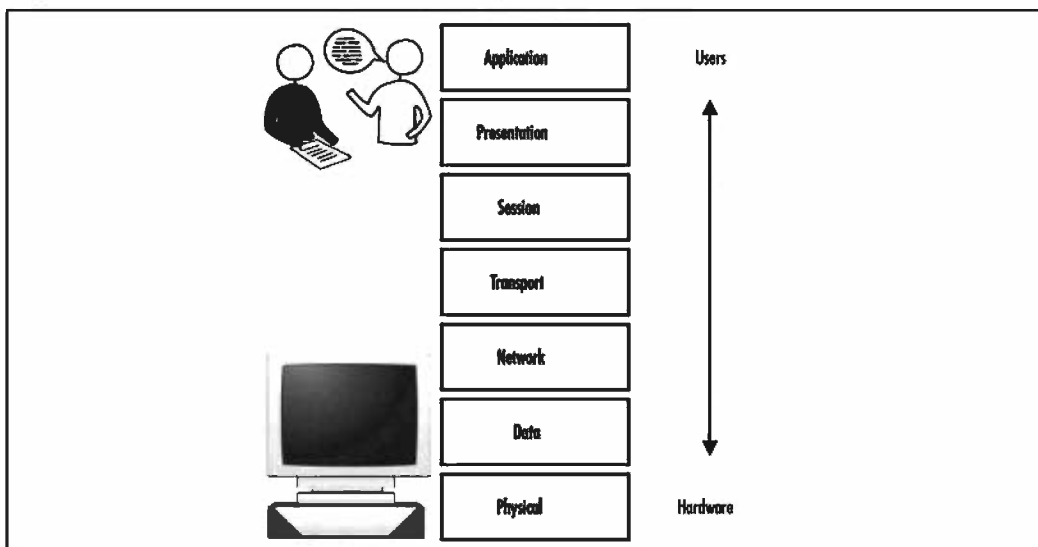 Application
Users
Presentation
Session
Transport
Network
Data
Physical
Hardware